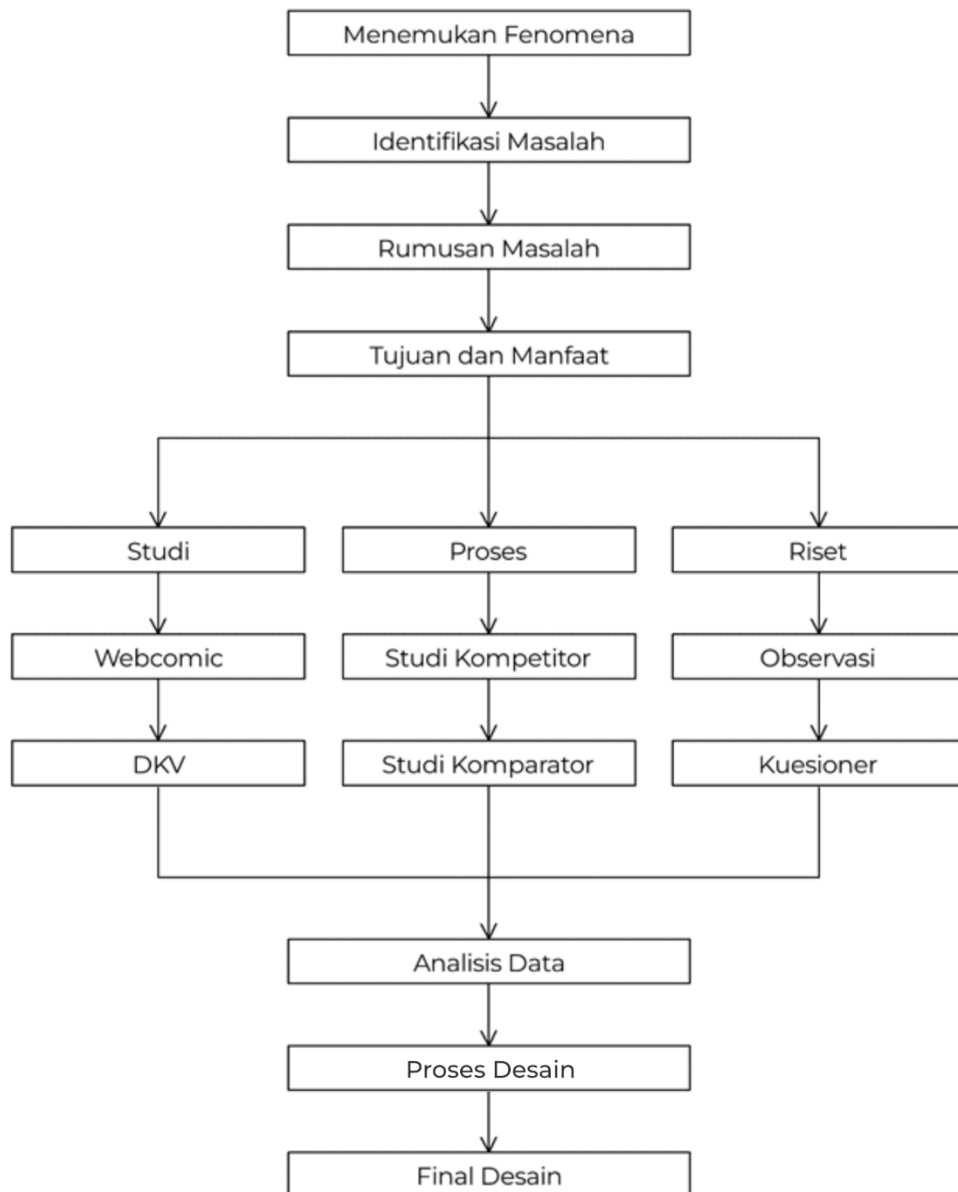 Menemukan Fenomena
Identifikasi Masalah
Rumusan Masalah
Tujuan dan Manfaat
Studi
Proses
Riset
Webcomic
Studi Kompetitor
Observasi
DKV
Studi Komparator
Kuesioner
Analisis Data
Proses Desain
Final Desain